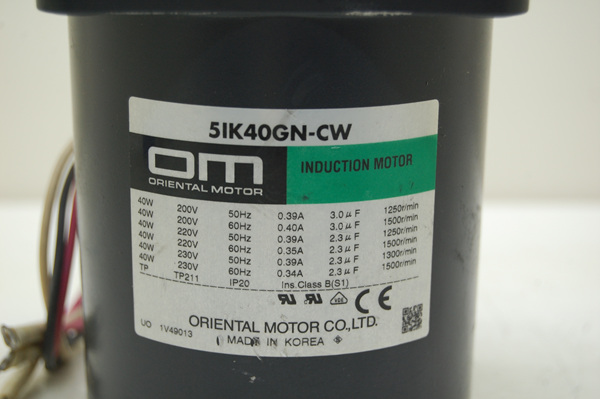 5IK40GN-CW
om
ORIENTAL MOTOR
INDUCTION MOTOR
40W 200V 50Hz 0.39A 3.0μF 1250r/min
40W 200V 60Hz 0.40A 3.0μF 1500r/min
40W 220V 50Hz 0.39A 2.3μF 1250r/min
40W 220V 60Hz 0.35A 2.3μF 1500r/min
40W 230V 50Hz 0.39A 2.3μF 1300r/min
40W 230V 60Hz 0.34A 2.3μF 1500r/min
TP TP211 IP20 Ins.Class B(S1)
VDE CE
ORIENTAL MOTOR CO.,LTD.
UO 1V49013
MADE IN KOREA